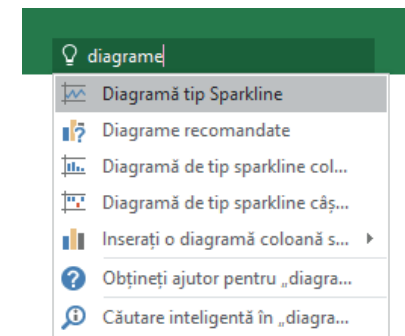 diagrame
Diagramă tip Sparkline
Diagrame recomandate
Diagramă de tip sparkline col...
Diagramă de tip sparkline câș...
Inserați o diagramă coloană s...
Obțineți ajutor pentru „diagra...
Căutare inteligentă în „diagra...